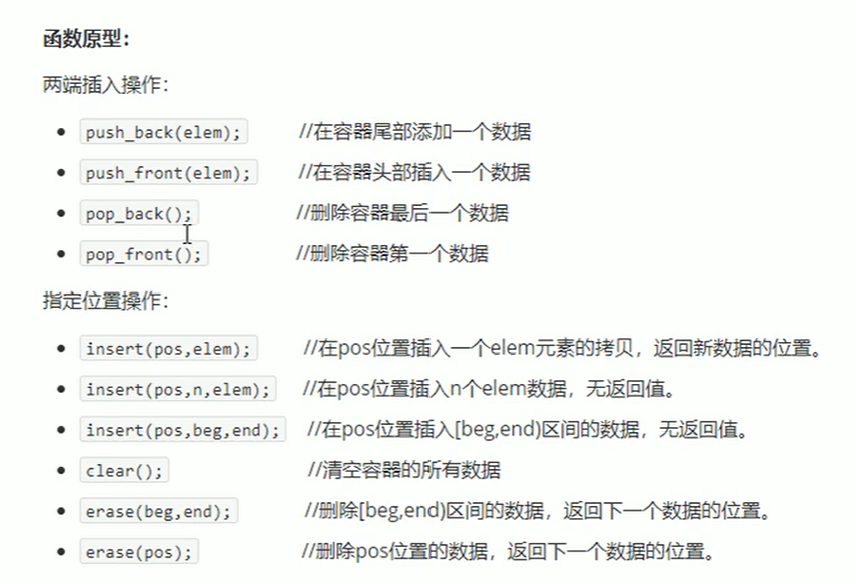 函数原型：
两端插入操作：
• push_back(elem); //在容器尾部添加一个数据
• push_front(elem); //在容器头部插入一个数据
• pop_back(); //删除容器最后一个数据
• pop_front(); //删除容器第一个数据
指定位置操作：
• insert(pos,elem); //在pos位置插入一个elem元素的拷贝，返回新数据的位置。
• insert(pos,n,elem); //在pos位置插入n个elem数据，无返回值。
• insert(pos,beg,end); //在pos位置插入[beg,end)区间的数据，无返回值。
• clear(); //清空容器的所有数据
• erase(beg,end); //删除[beg,end)区间的数据，返回下一个数据的位置。
• erase(pos); //删除pos位置的数据，返回下一个数据的位置。